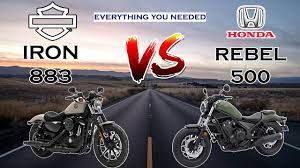 EVERYTHING YOU NEEDED
IRON
883
VS
HONDA
REBEL
500